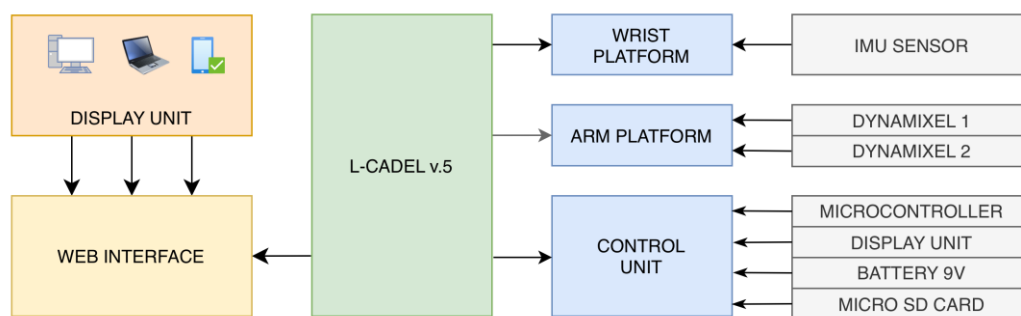 DISPLAY UNIT
WEB INTERFACE
L-CADEL v.5
WRIST
PLATFORM
ARM PLATFORM
CONTROL
UNIT
IMU SENSOR
DYNAMIXEL 1
DYNAMIXEL 2
MICROCONTROLLER
DISPLAY UNIT
BATTERY 9V
MICRO SD CARD